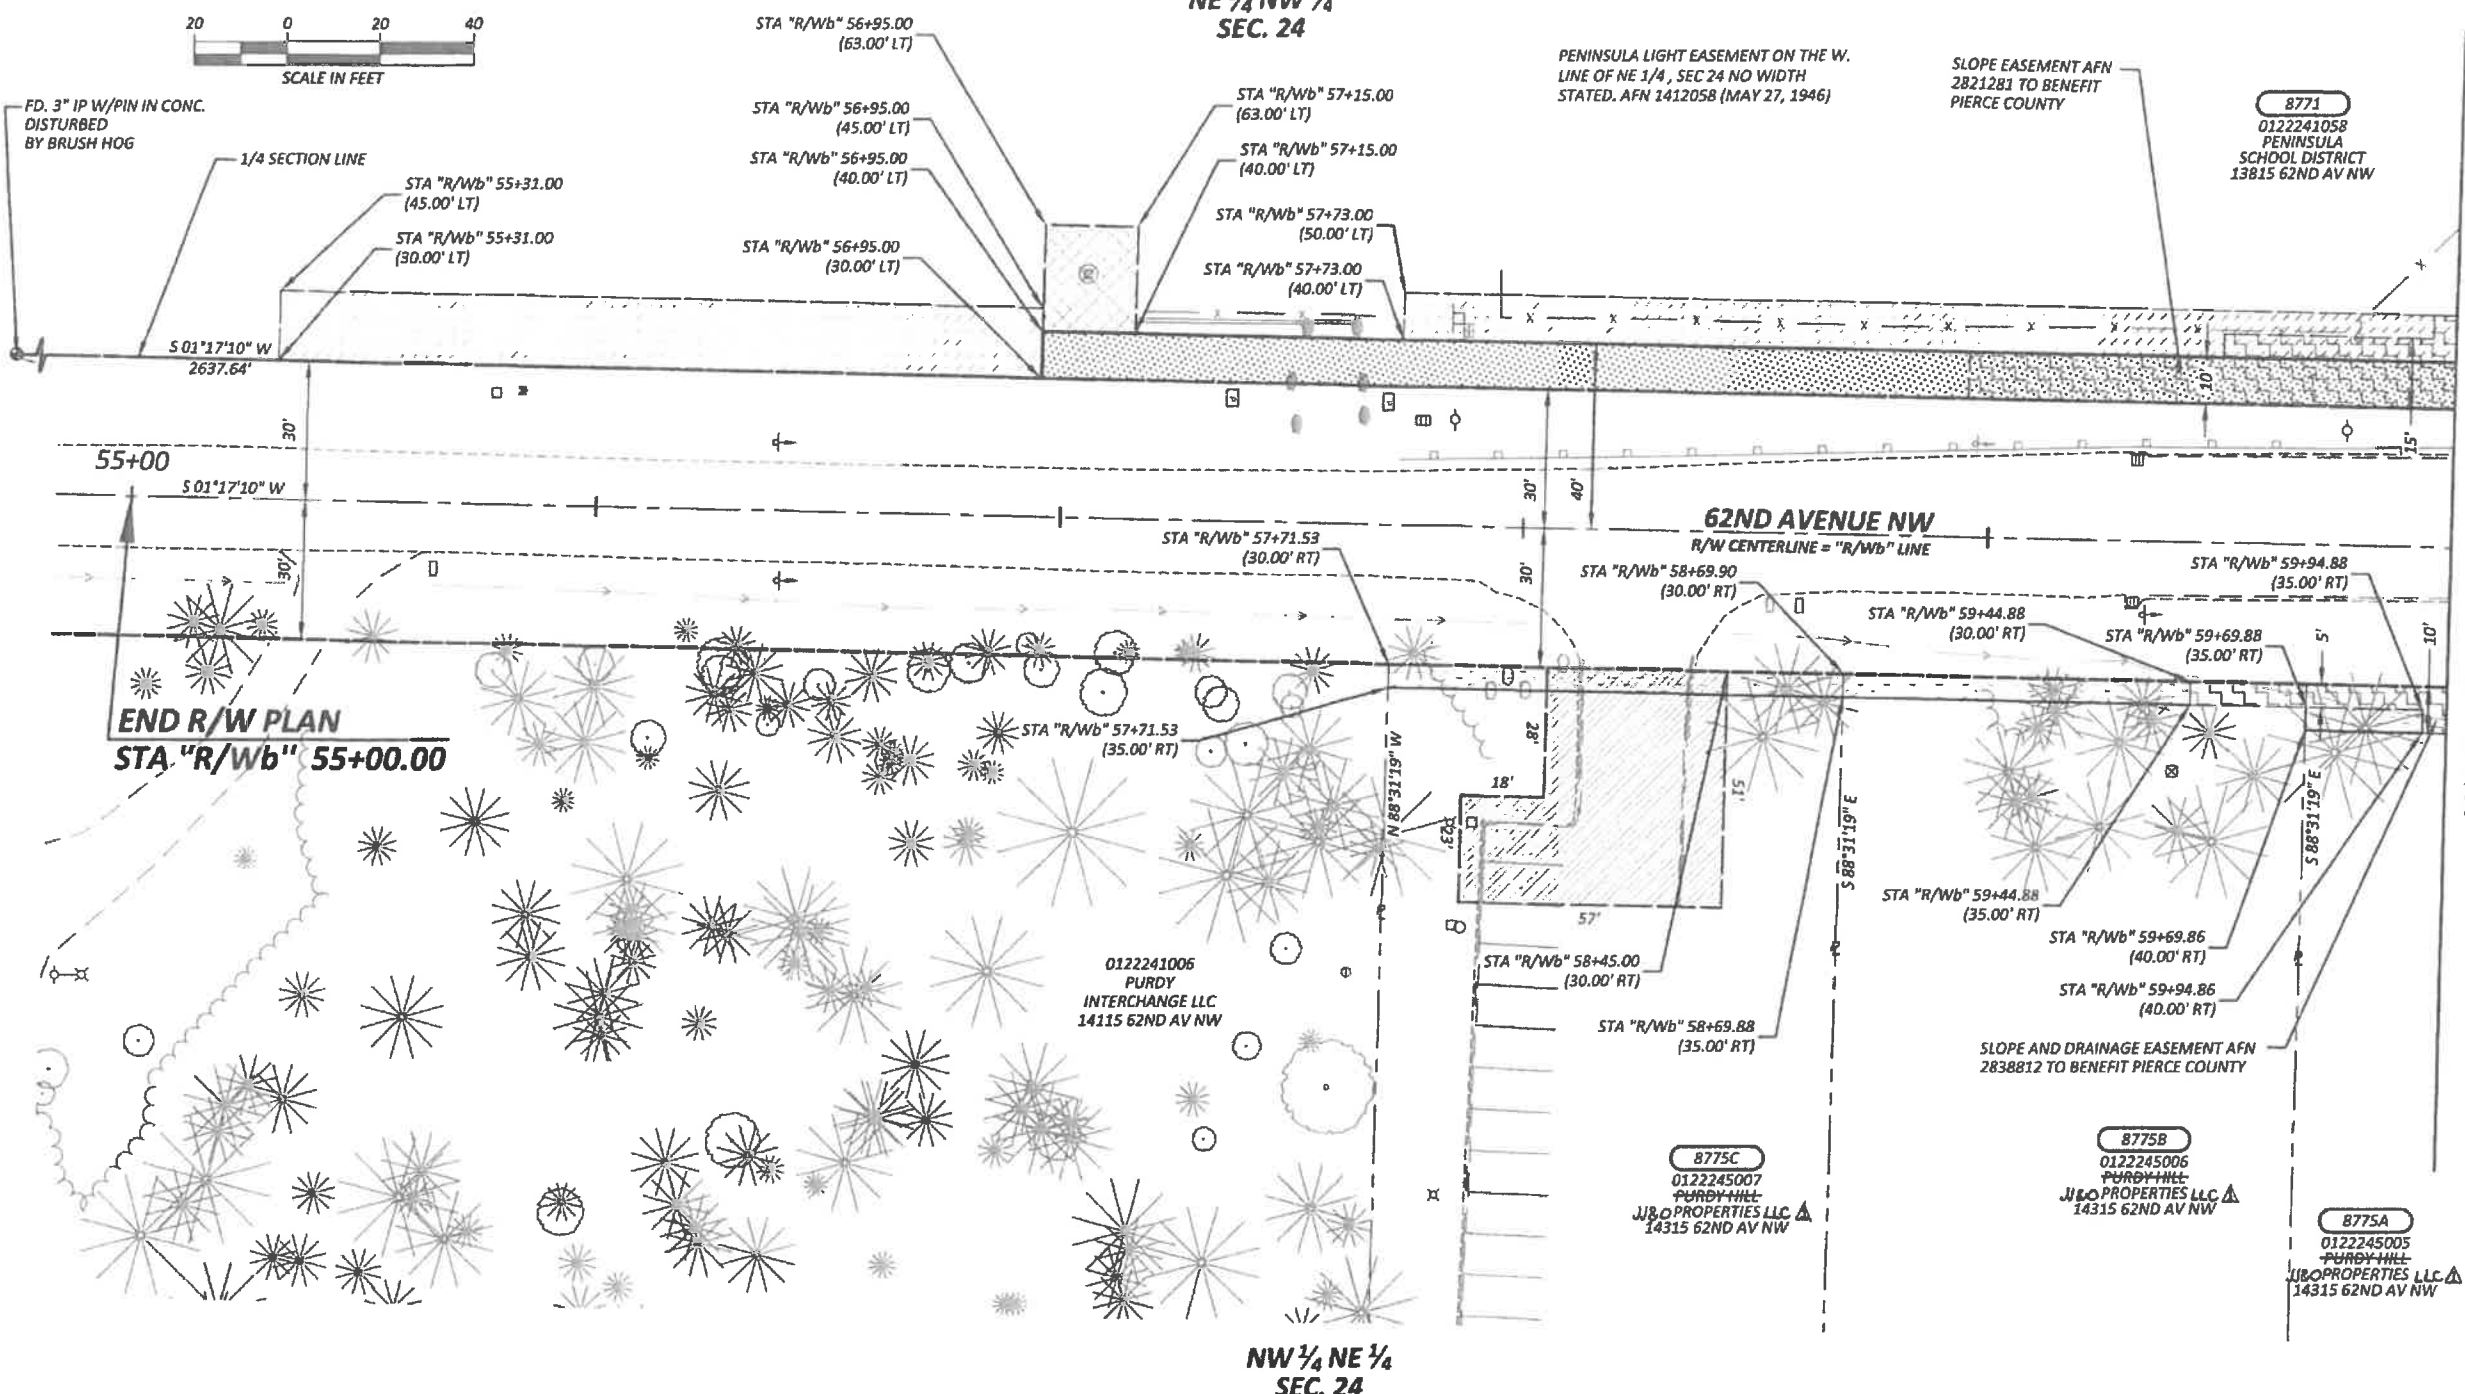 20 0 20 40
SCALE IN FEET
NE ¼ NW ¼
SEC. 24
FD. 3" IP W/PIN IN CONC.
DISTURBED
BY BRUSH HOG
1/4 SECTION LINE
STA "R/Wb" 55+31.00
(45.00' LT)
STA "R/Wb" 55+31.00
(30.00' LT)
STA "R/Wb" 56+95.00
(63.00' LT)
STA "R/Wb" 56+95.00
(45.00' LT)
STA "R/Wb" 56+95.00
(40.00' LT)
STA "R/Wb" 56+95.00
(30.00' LT)
STA "R/Wb" 57+15.00
(63.00' LT)
STA "R/Wb" 57+15.00
(40.00' LT)
STA "R/Wb" 57+73.00
(50.00' LT)
STA "R/Wb" 57+73.00
(40.00' LT)
PENINSULA LIGHT EASEMENT ON THE W.
LINE OF NE 1/4, SEC 24 NO WIDTH
STATED. AFN 1412058 (MAY 27, 1946)
SLOPE EASEMENT AFN
2821281 TO BENEFIT
PIERCE COUNTY
8771
0122241058
PENINSULA
SCHOOL DISTRICT
13815 62ND AV NW
S 01°17'10" W
2637.64'
30'
10'
15'
55+00
S 01°17'10" W
30'
30'
40'
62ND AVENUE NW
R/W CENTERLINE = "R/Wb" LINE
30'
30'
STA "R/Wb" 57+71.53
(30.00' RT)
STA "R/Wb" 58+69.90
(30.00' RT)
STA "R/Wb" 59+94.88
(35.00' RT)
STA "R/Wb" 59+44.88
(30.00' RT)
STA "R/Wb" 59+69.88
(35.00' RT)
5'
10'
END R/W PLAN
STA "R/Wb" 55+00.00
STA "R/Wb" 57+71.53
(35.00' RT)
N 88°31'19" W
28'
18'
23'
51'
57'
S 88°31'19" E
S 88°31'19" E
STA "R/Wb" 59+44.88
(35.00' RT)
STA "R/Wb" 59+69.86
(40.00' RT)
STA "R/Wb" 59+94.86
(40.00' RT)
STA "R/Wb" 58+45.00
(30.00' RT)
STA "R/Wb" 58+69.88
(35.00' RT)
0122241006
PURDY
INTERCHANGE LLC
14115 62ND AV NW
SLOPE AND DRAINAGE EASEMENT AFN
2838812 TO BENEFIT PIERCE COUNTY
8775C
0122245007
PURDY HILL
JJ&O PROPERTIES LLC
14315 62ND AV NW
8775B
0122245006
PURDY HILL
JJ&O PROPERTIES LLC
14315 62ND AV NW
8775A
0122245005
PURDY HILL
JJ&O PROPERTIES LLC
14315 62ND AV NW
NW ¼ NE ¼
SEC. 24